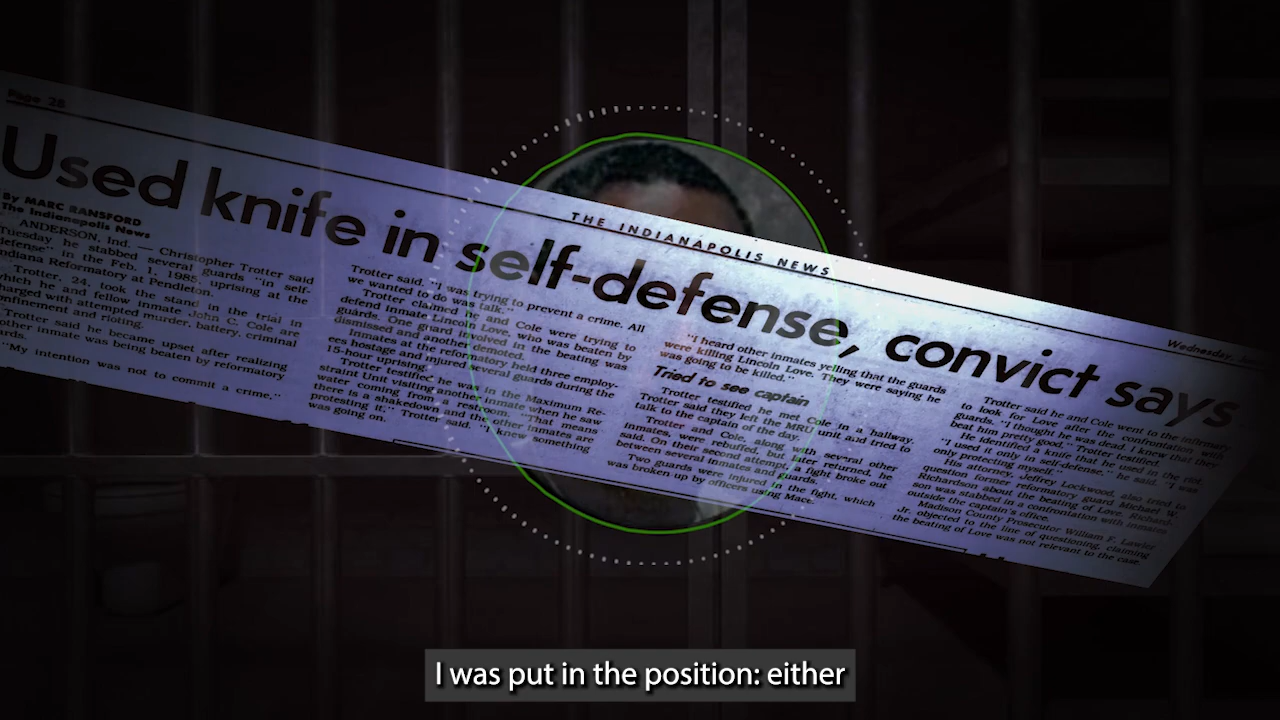 Page 28
THE INDIANAPOLIS NEWS
Wednesday,
Used knife in self-defense, convict says
By MARC RANSFORD
The Indianapolis News
ANDERSON, Ind. — Christopher Trotter said
Tuesday he stabbed several guards "in self-
defense" in the Feb. 1, 1985, uprising at the
Indiana Reformatory at Pendleton.
Trotter, 24, took the stand in the trial in
which he and fellow inmate John C. Cole are
charged with attempted murder, battery, criminal
confinement and rioting.
Trotter said he became upset after realizing
other inmate was being beaten by reformatory
"My intention was not to commit a crime,"
Trotter said. "I was trying to prevent a crime. All
we wanted to do was talk."
Trotter claimed he and Cole were trying to
defend inmate Lincoln Love, who was beaten by
guards. One guard involved in the beating was
dismissed and another demoted.
Inmates at the reformatory held three employ-
ees hostage and injured several guards during the
15-hour uprising.
Trotter testified he was in the Maximum Re-
straint Unit visiting another inmate when he saw
water coming from a rest room. "That means
there is a shakedown and the other inmates are
protesting it," Trotter said. "I knew something
was going on.
"I heard other inmates yelling that the guards
were killing Lincoln Love. They were saying he
was going to be killed."
Tried to see captain
Trotter testified he met Cole in a hallway.
Trotter said they left the MRU unit and tried to
talk to the captain of the day.
Trotter and Cole, along with several other
inmates, were rebuffed, but later returned, he
said. On their second attempt, a fight broke out
between several inmates and guards.
Two guards were injured in the fight, which
was broken up by officers using Mace.
Trotter said he and Cole went to the infirmary
to look for Love after the confrontation with
guards. "I thought he was dead. I knew that they
beat him pretty good," Trotter testified.
He identified a knife that he used in the riot.
"I used it only in self-defense," he said. "I was
only protecting myself."
His attorney, Jeffrey Lockwood, also tried to
question former reformatory guard Michael W.
Richardson about the beating of Love. Richard-
son was stabbed in a confrontation with inmates
outside the captain's office.
Madison County Prosecutor William F. Lawler
Jr. objected to the line of questioning, claiming
the beating of Love was not relevant to the case.
I was put in the position: either